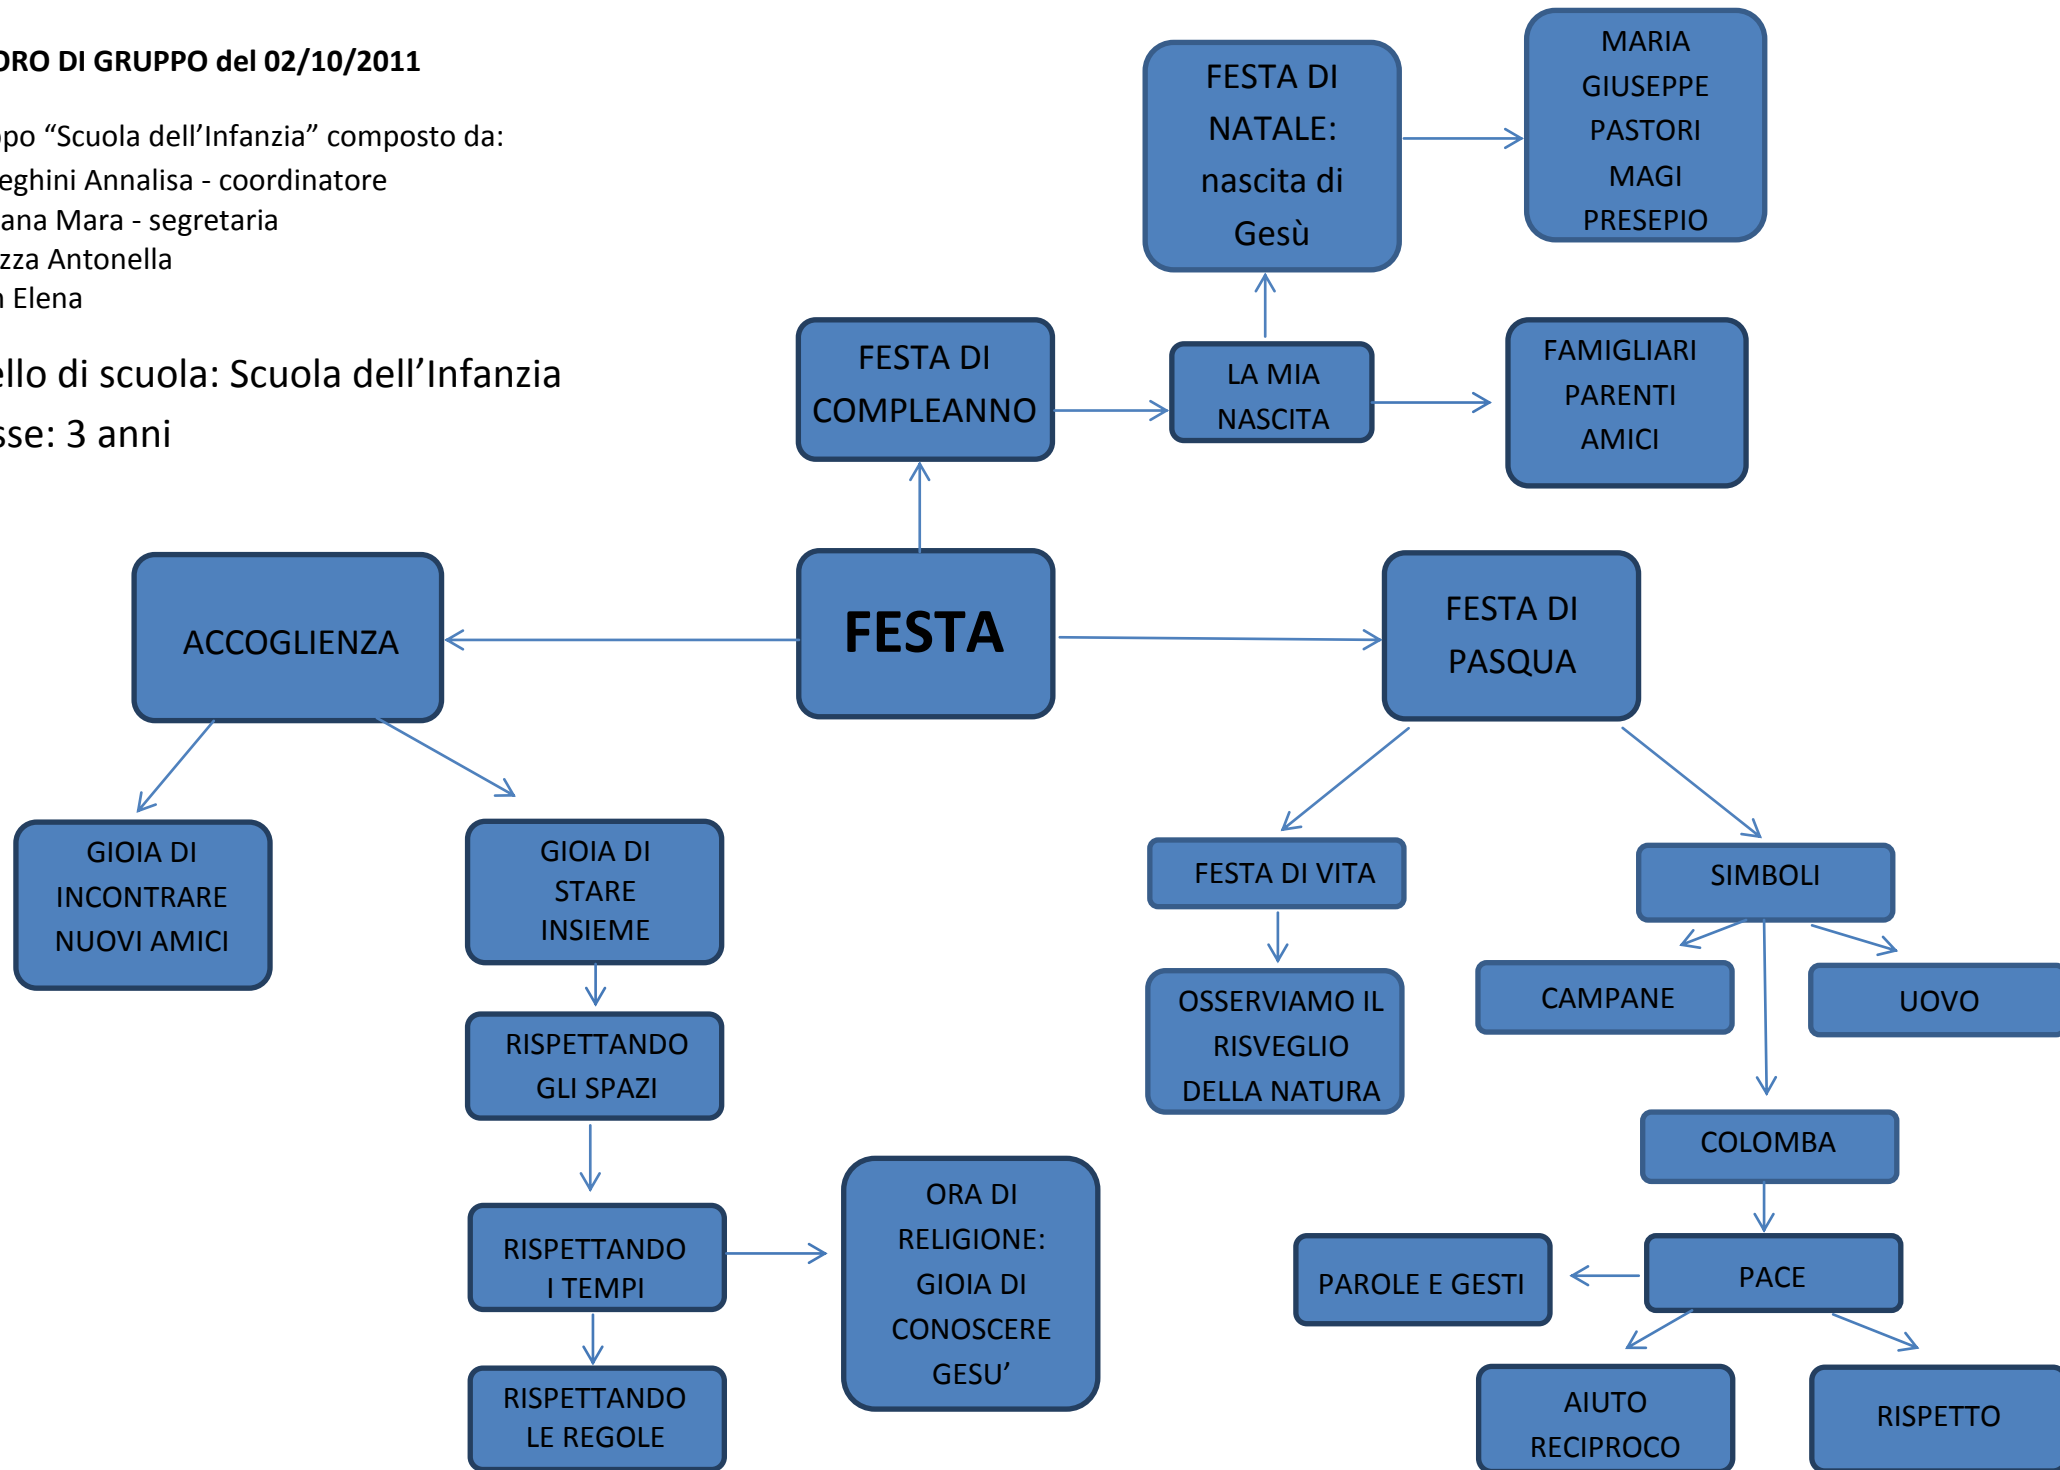 ORO DI GRUPPO del 02/10/2011
ppo “Scuola dell’Infanzia” composto da:
eghini Annalisa - coordinatore
ana Mara - segretaria
zza Antonella
n Elena
ello di scuola: Scuola dell’Infanzia
sse: 3 anni
MARIA
GIUSEPPE
PASTORI
MAGI
PRESEPIO
FESTA DI
NATALE:
nascita di
Gesù
FESTA DI
COMPLEANNO
LA MIA
NASCITA
FAMIGLIARI
PARENTI
AMICI
ACCOGLIENZA
FESTA
FESTA DI
PASQUA
GIOIA DI
INCONTRARE
NUOVI AMICI
GIOIA DI
STARE
INSIEME
FESTA DI VITA
SIMBOLI
CAMPANE
UOVO
OSSERVIAMO IL
RISVEGLIO
DELLA NATURA
RISPETTANDO
GLI SPAZI
COLOMBA
RISPETTANDO
I TEMPI
ORA DI
RELIGIONE:
GIOIA DI
CONOSCERE
GESU’
PAROLE E GESTI
PACE
RISPETTANDO
LE REGOLE
AIUTO
RECIPROCO
RISPETTO